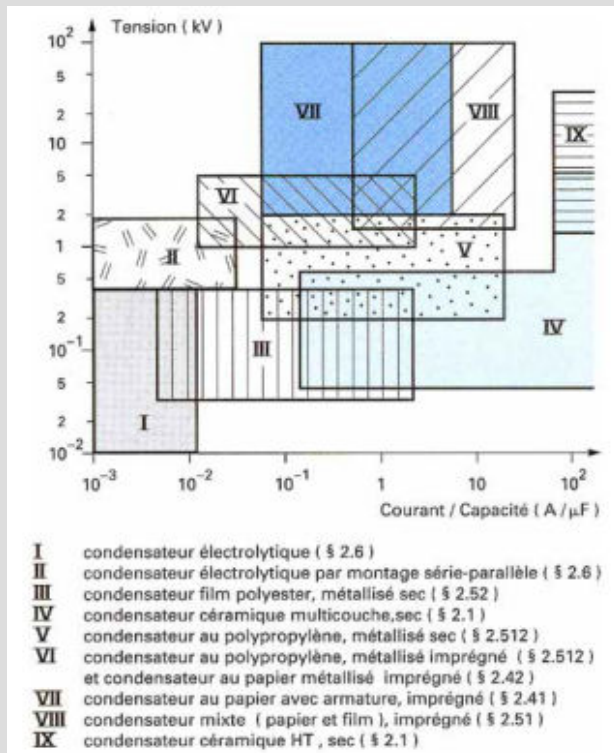 Tension ( kV )
10²
5
2
10
5
2
1
5
2
10⁻¹
5
2
10⁻²
VII
VIII
IX
VI
II
V
IV
III
I
10⁻³ 10⁻² 10⁻¹ 1 10 10²
Courant / Capacité ( A / µF )
I condensateur électrolytique ( § 2.6 )
II condensateur électrolytique par montage série-parallèle ( § 2.6 )
III condensateur film polyester, métallisé sec ( § 2.52 )
IV condensateur céramique multicouche,sec ( § 2.1 )
V condensateur au polypropylène, métallisé sec ( § 2.512 )
VI condensateur au polypropylène, métallisé imprégné ( § 2.512 )
et condensateur au papier métallisé imprégné ( § 2.42 )
VII condensateur au papier avec armature, imprégné ( § 2.41 )
VIII condensateur mixte ( papier et film ), imprégné ( § 2.51 )
IX condensateur céramique HT , sec ( § 2.1 )